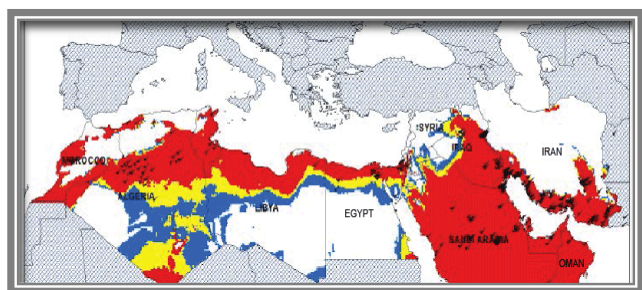 SYRIA
IRAQ
IRAN
MOROCCO
ALGERIA
LIBYA
EGYPT
SAUDI ARABIA
OMAN